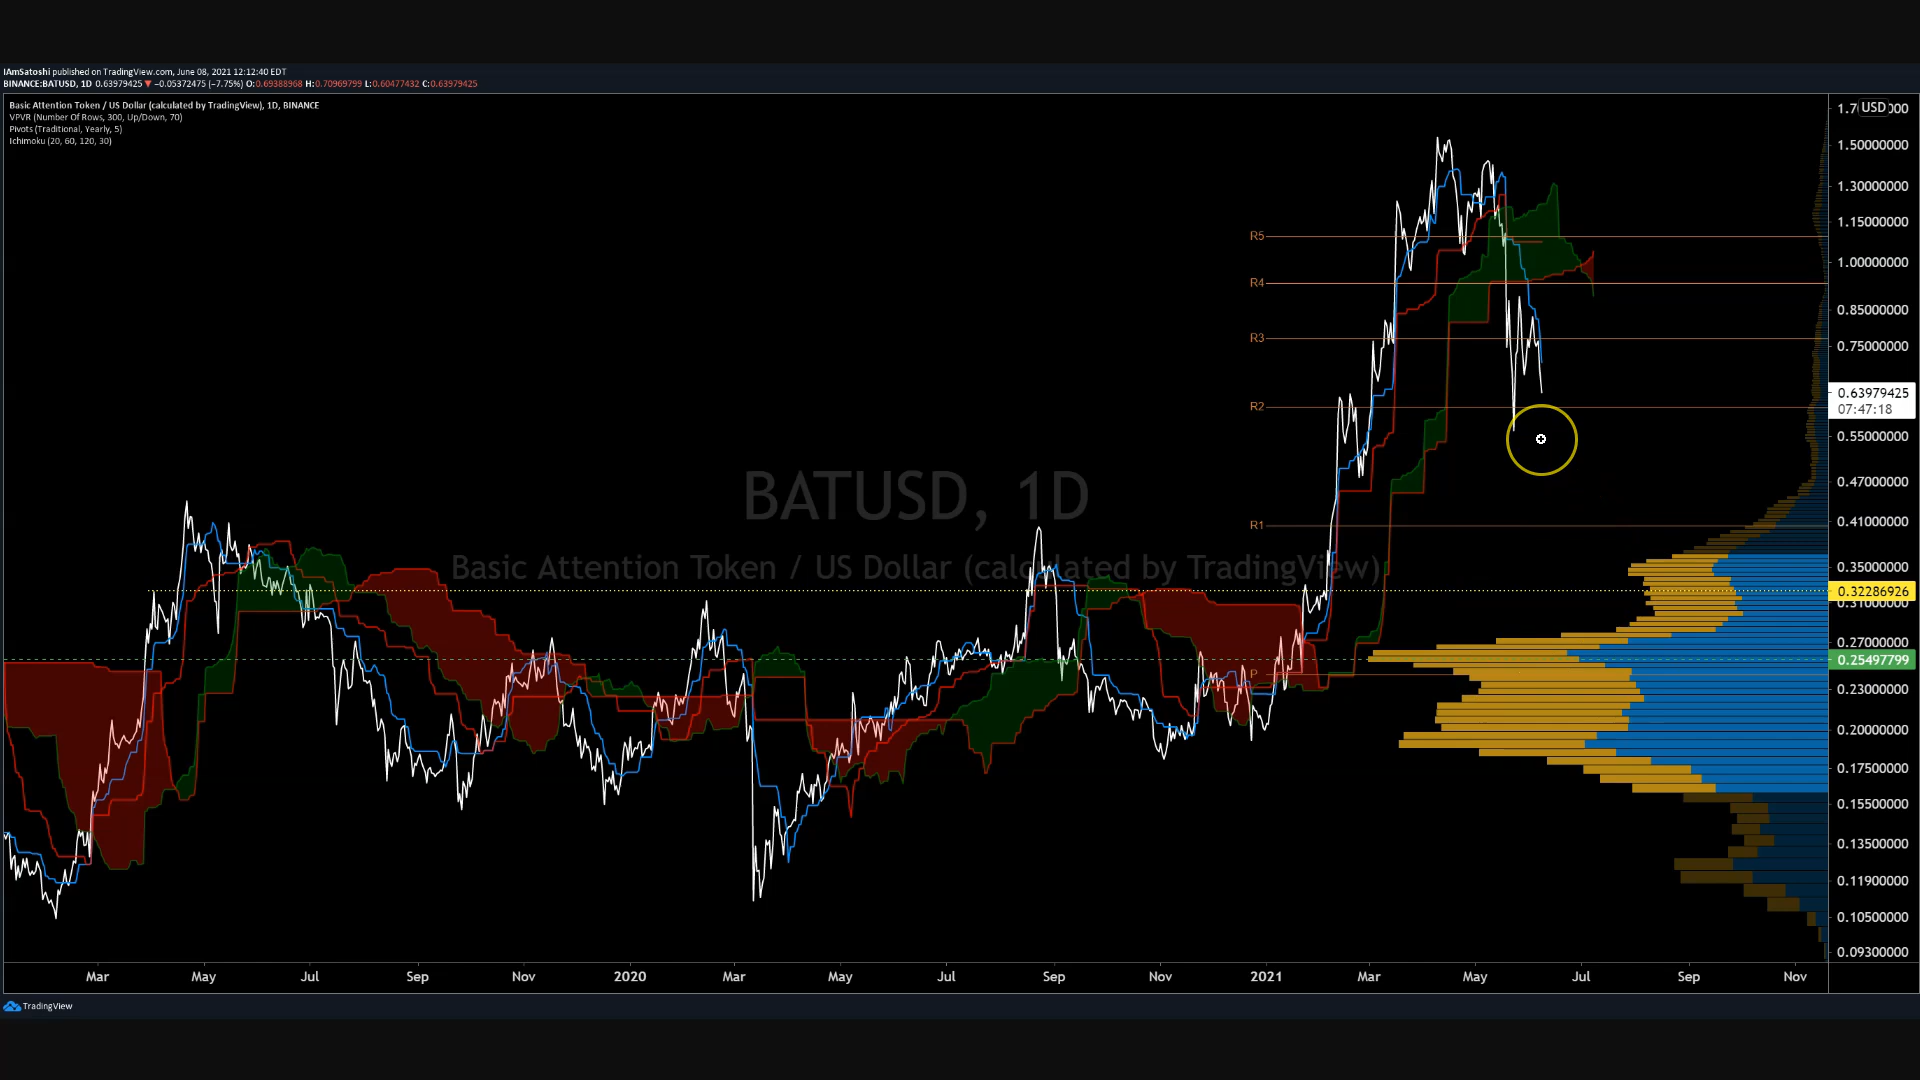 IAmSatoshi published on TradingView.com, June 08, 2021 12:12:40 EDT
BINANCE:BATUSD, 1D 0.63979425 ▼ −0.05372475 (−7.75%) O:0.69388968 H:0.70969799 L:0.60477432 C:0.63979425
Basic Attention Token / US Dollar (calculated by TradingView), 1D, BINANCE
VPVR (Number Of Rows, 300, Up/Down, 70)
Pivots (Traditional, Yearly, 5)
Ichimoku (20, 60, 120, 30)
USD
1.50000000
1.30000000
1.15000000
R5
1.00000000
R4
0.85000000
R3
0.75000000
0.63979425
07:47:18
R2
0.55000000
BATUSD, 1D
0.47000000
R1
0.41000000
Basic Attention Token / US Dollar (calculated by TradingView)
0.35000000
0.32286926
0.31000000
0.27000000
0.25497799
P
0.23000000
0.20000000
0.17500000
0.15500000
0.13500000
0.11900000
0.10500000
0.09300000
Mar May Jul Sep Nov 2020 Mar May Jul Sep Nov 2021 Mar May Jul Sep Nov
TradingView